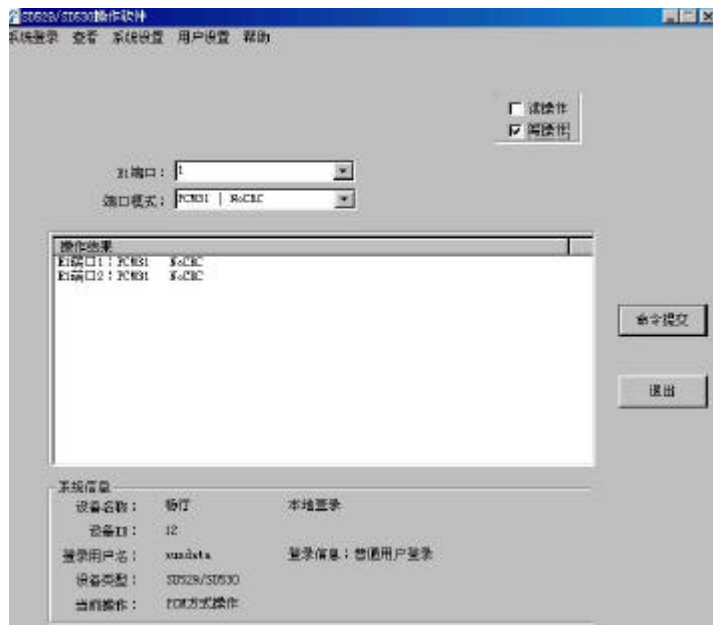 SD529/SD530操作软件
系统登录 查看 系统设置 用户设置 帮助
读操作
写操作
E1端口： 1
端口模式： PCM31 | NoCRC
操作结果
E1端口1：PCM31 NoCRC
E1端口2：PCM31 NoCRC
命令提交
退出
系统信息
设备名称： 杨行 本地登录
设备ID： 12
登录用户名： sundata 登录信息：普通用户登录
设备类型： SD529/SD530
当前操作： PCM方式操作